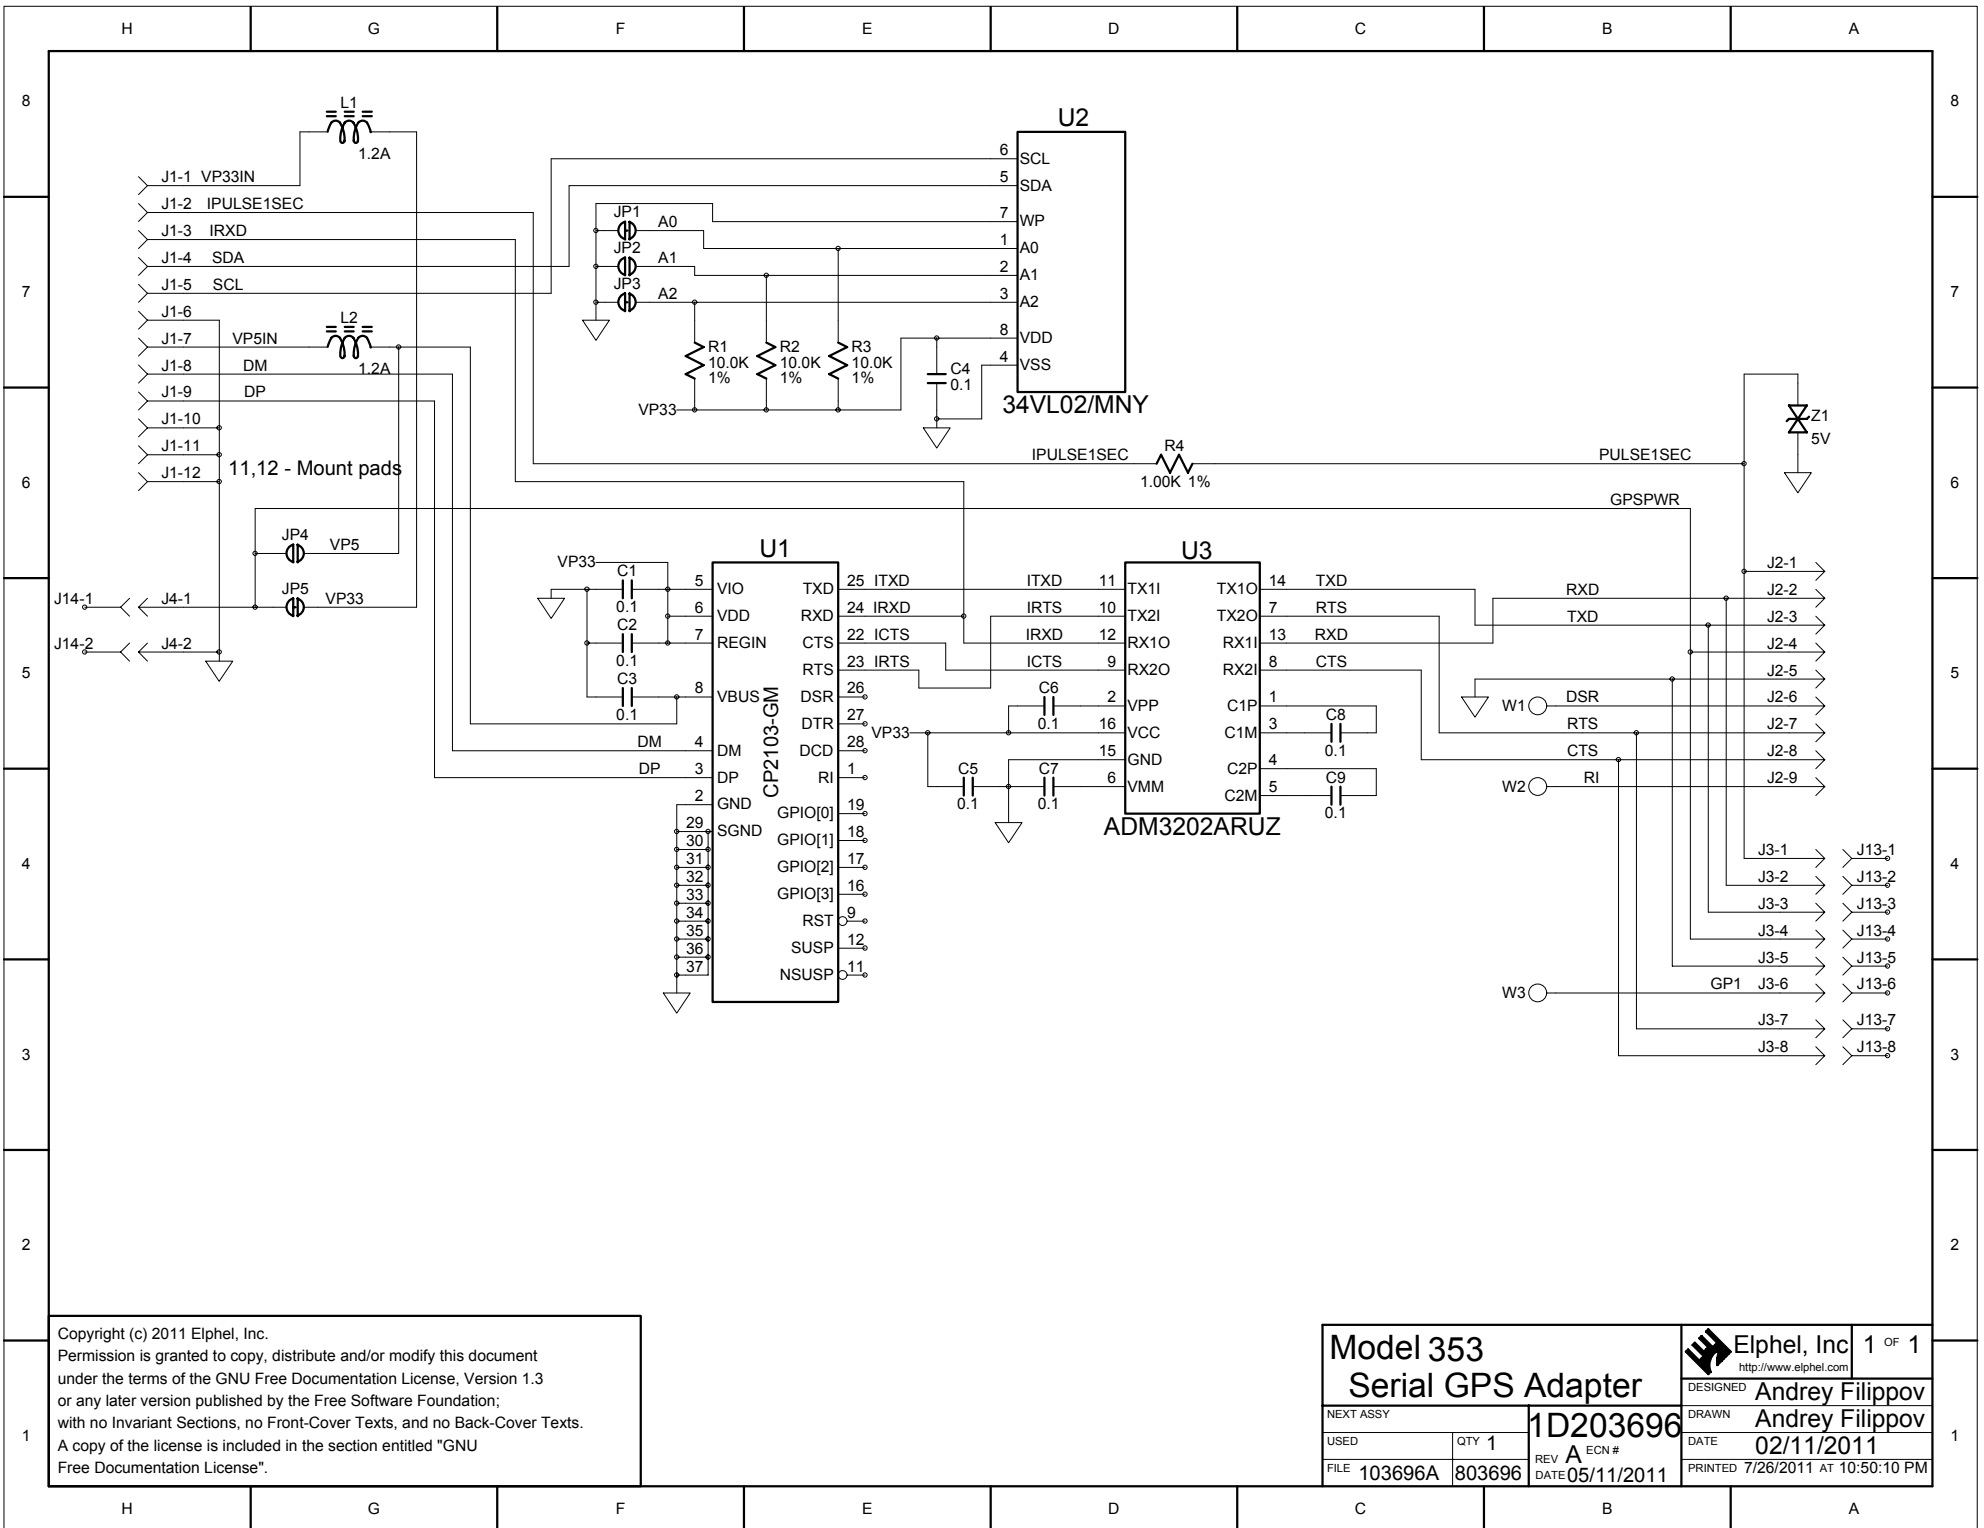 H G F E D C B A
8 8
7 7
6 6
5 5
4 4
3 3
2 2
1 1
L1
1.2A
J1-1 VP33IN
J1-2 IPULSE1SEC
J1-3 IRXD
J1-4 SDA
J1-5 SCL
J1-6
J1-7 VP5IN
L2
1.2A
J1-8 DM
J1-9 DP
J1-10
J1-11
J1-12
11,12 - Mount pads
JP4 VP5
JP5 VP33
J14-1 J4-1
J14-2 J4-2
U2
6 SCL
5 SDA
7 WP
1 A0
2 A1
3 A2
8 VDD
4 VSS
34VL02/MNY
JP1 A0
JP2 A1
JP3 A2
R1
10.0K
1%
R2
10.0K
1%
R3
10.0K
1%
C4
0.1
VP33
IPULSE1SEC
R4
1.00K 1%
PULSE1SEC
Z1
5V
GPSPWR
U1
VP33
C1
0.1
C2
0.1
C3
0.1
5 VIO
6 VDD
7 REGIN
8 VBUS
DM 4 DM
DP 3 DP
2 GND
29 SGND
30
31
32
33
34
35
36
37
CP2103-GM
TXD 25 ITXD
RXD 24 IRXD
CTS 22 ICTS
RTS 23 IRTS
DSR 26
DTR 27
DCD 28
RI 1
GPIO[0] 19
GPIO[1] 18
GPIO[2] 17
GPIO[3] 16
RST 9
SUSP 12
NSUSP 11
U3
ITXD 11 TX1I
IRTS 10 TX2I
IRXD 12 RX1O
ICTS 9 RX2O
2 VPP
16 VCC
15 GND
6 VMM
C6
0.1
VP33
C5
0.1
C7
0.1
TX1O 14 TXD
TX2O 7 RTS
RX1I 13 RXD
RX2I 8 CTS
C1P 1
C1M 3
C2P 4
C2M 5
C8
0.1
C9
0.1
ADM3202ARUZ
J2-1
RXD J2-2
TXD J2-3
J2-4
J2-5
W1 DSR J2-6
RTS J2-7
CTS J2-8
W2 RI J2-9
J3-1 J13-1
J3-2 J13-2
J3-3 J13-3
J3-4 J13-4
J3-5 J13-5
W3 GP1 J3-6 J13-6
J3-7 J13-7
J3-8 J13-8
Copyright (c) 2011 Elphel, Inc.
Permission is granted to copy, distribute and/or modify this document
under the terms of the GNU Free Documentation License, Version 1.3
or any later version published by the Free Software Foundation;
with no Invariant Sections, no Front-Cover Texts, and no Back-Cover Texts.
A copy of the license is included in the section entitled "GNU
Free Documentation License".
Model 353
Serial GPS Adapter
NEXT ASSY
USED QTY 1
FILE 103696A 803696
1D203696
REV A ECN #
DATE 05/11/2011
Elphel, Inc 1 OF 1
http://www.elphel.com
DESIGNED Andrey Filippov
DRAWN Andrey Filippov
DATE 02/11/2011
PRINTED 7/26/2011 AT 10:50:10 PM
H G F E D C B A